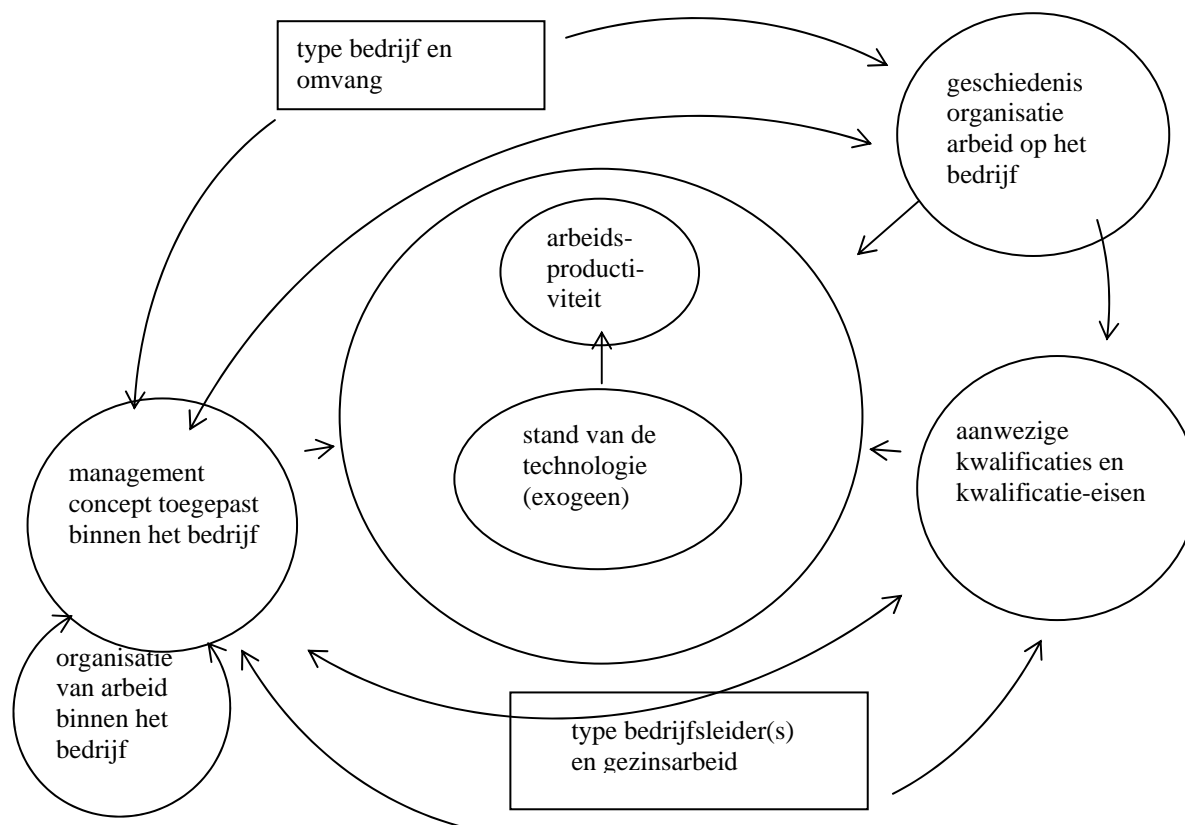 type bedrijf en
omvang
geschiedenis
organisatie
arbeid op het
bedrijf
arbeids-
producti-
viteit
stand van de
technologie
(exogeen)
aanwezige
kwalificaties en
kwalificatie-eisen
management
concept toegepast
binnen het bedrijf
organisatie
van arbeid
binnen het
bedrijf
type bedrijfsleider(s)
en gezinsarbeid